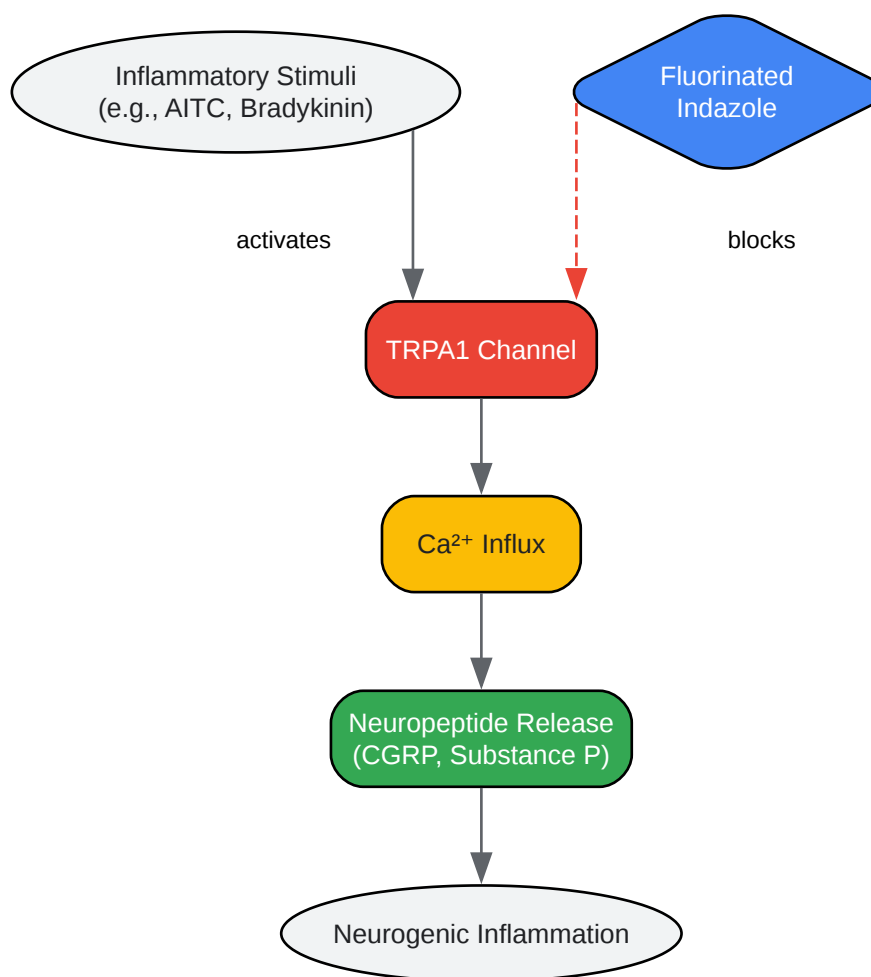 Inflammatory Stimuli
(e.g., AITC, Bradykinin)
Fluorinated
Indazole
activates
blocks
TRPA1 Channel
Ca²⁺ Influx
Neuropeptide Release
(CGRP, Substance P)
Neurogenic Inflammation